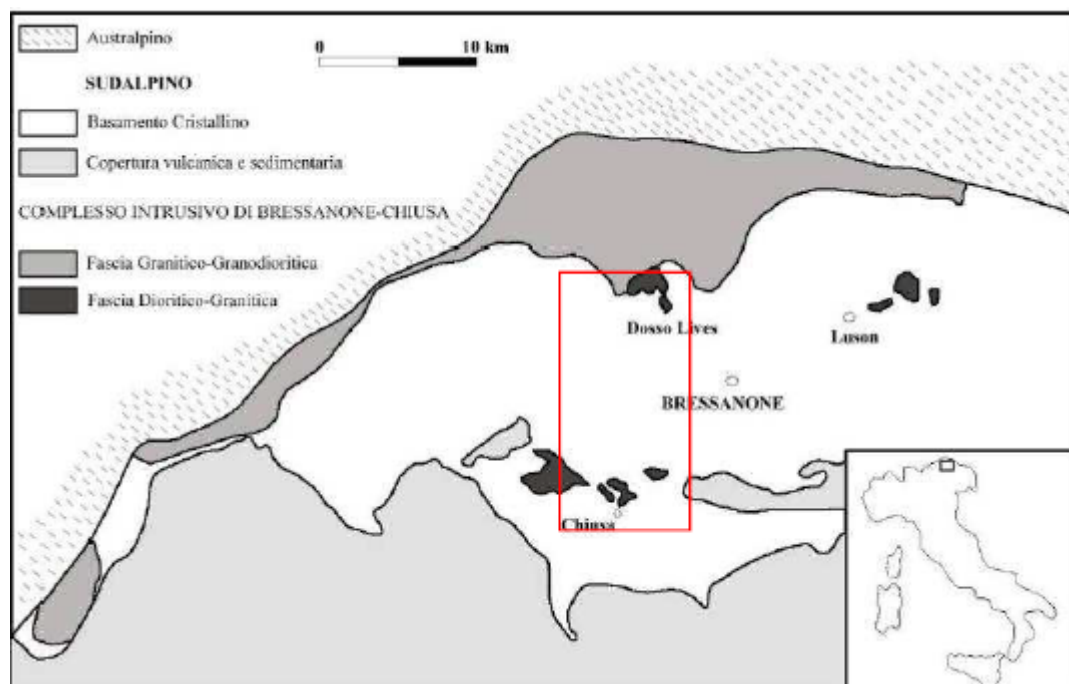 Australpino
0 10 km
SUDALPINO
Basamento Cristallino
Copertura vulcanica e sedimentaria
COMPLESSO INTRUSIVO DI BRESSANONE-CHIUSA
Fascia Granitico-Granodioritica
Fascia Dioritico-Granitica
Dosso Lives
Luson
BRESSANONE
Chiusa